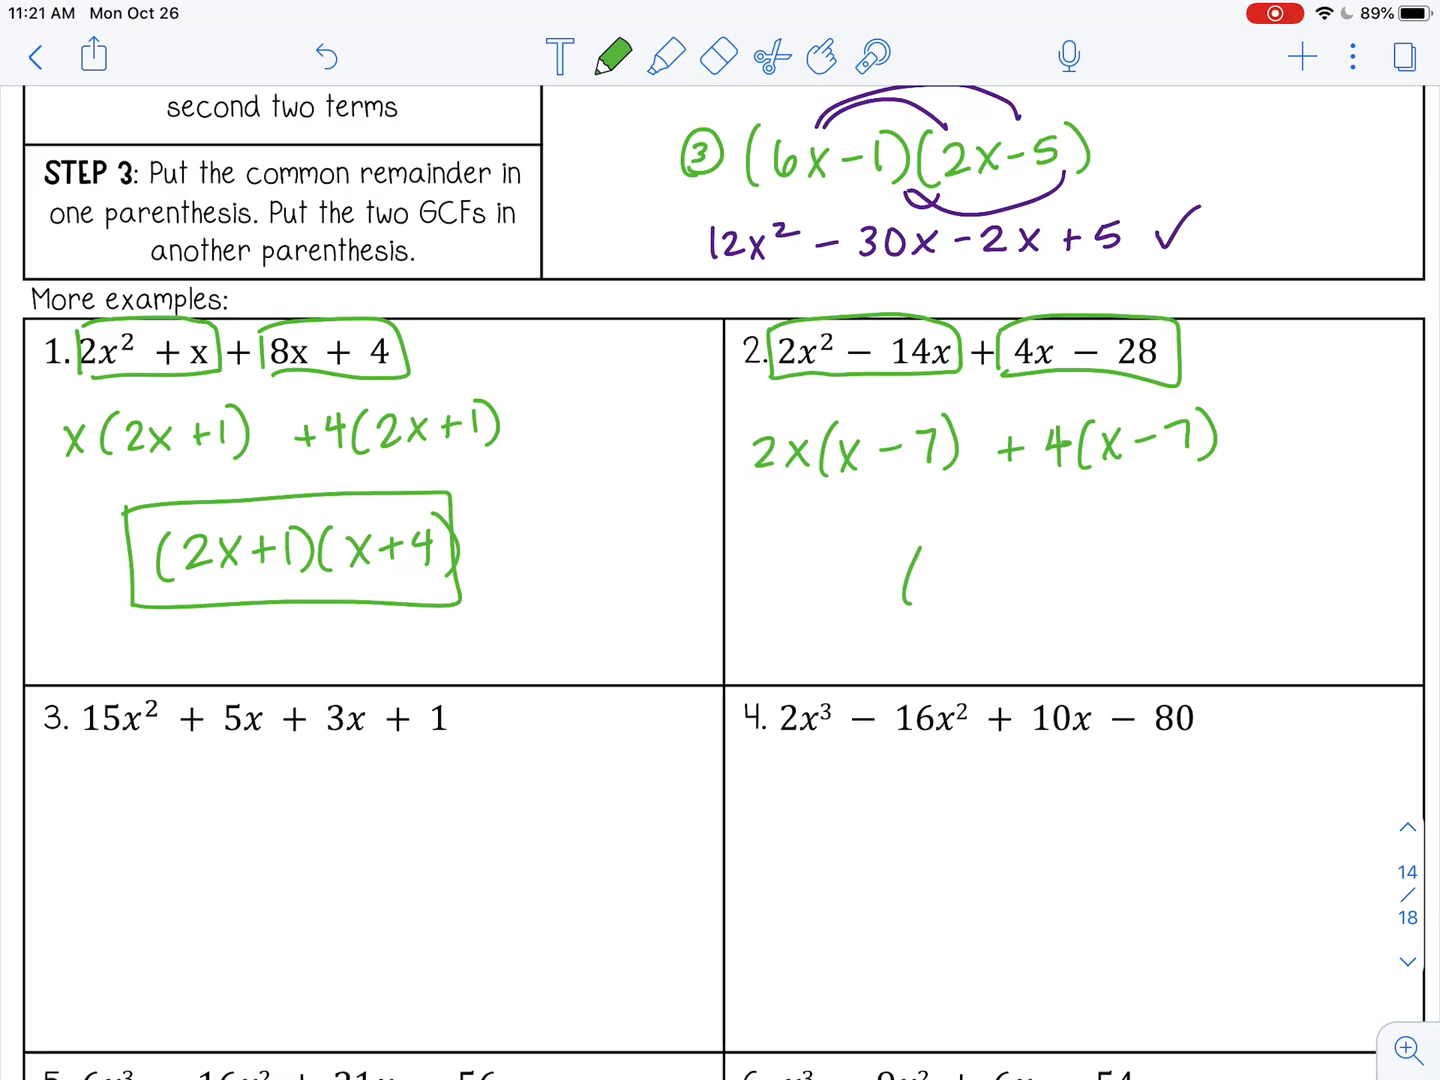 11:21 AM Mon Oct 26 89%
second two terms
STEP 3: Put the common remainder in
one parenthesis. Put the two GCFs in
another parenthesis.
③ (6x-1)(2x-5)
12x² - 30x - 2x + 5 ✓
More examples:
1. 2x² + x + 8x + 4
x(2x+1) +4(2x+1)
(2x+1)(x+4)
2. 2x² − 14x + 4x − 28
2x(x-7) + 4(x-7)
(
3. 15x² + 5x + 3x + 1
4. 2x³ − 16x² + 10x − 80
14
/
18